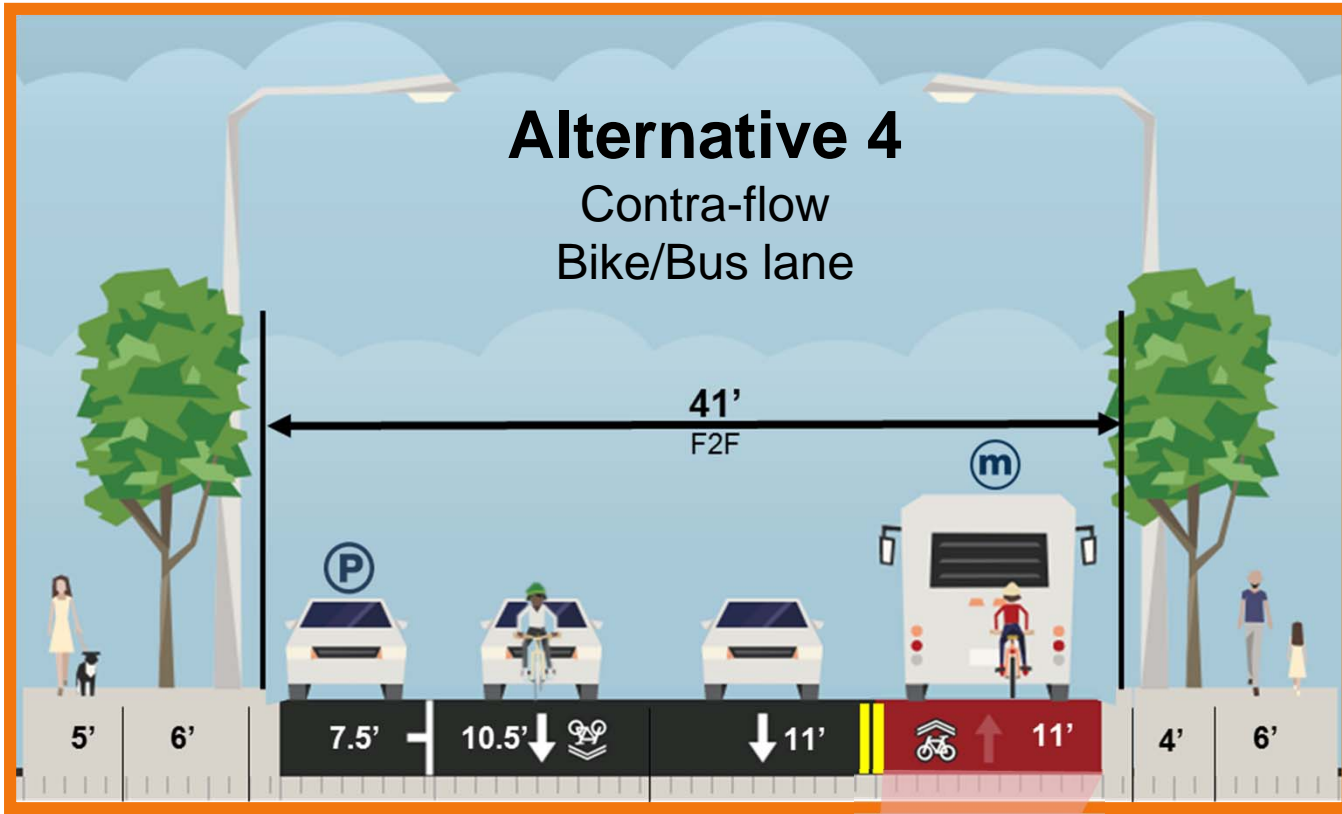 Alternative 4
Contra-flow
Bike/Bus lane
41’
F2F
m
P
5’ 6’ 7.5’ 10.5’ 11’ 11’ 4’ 6’